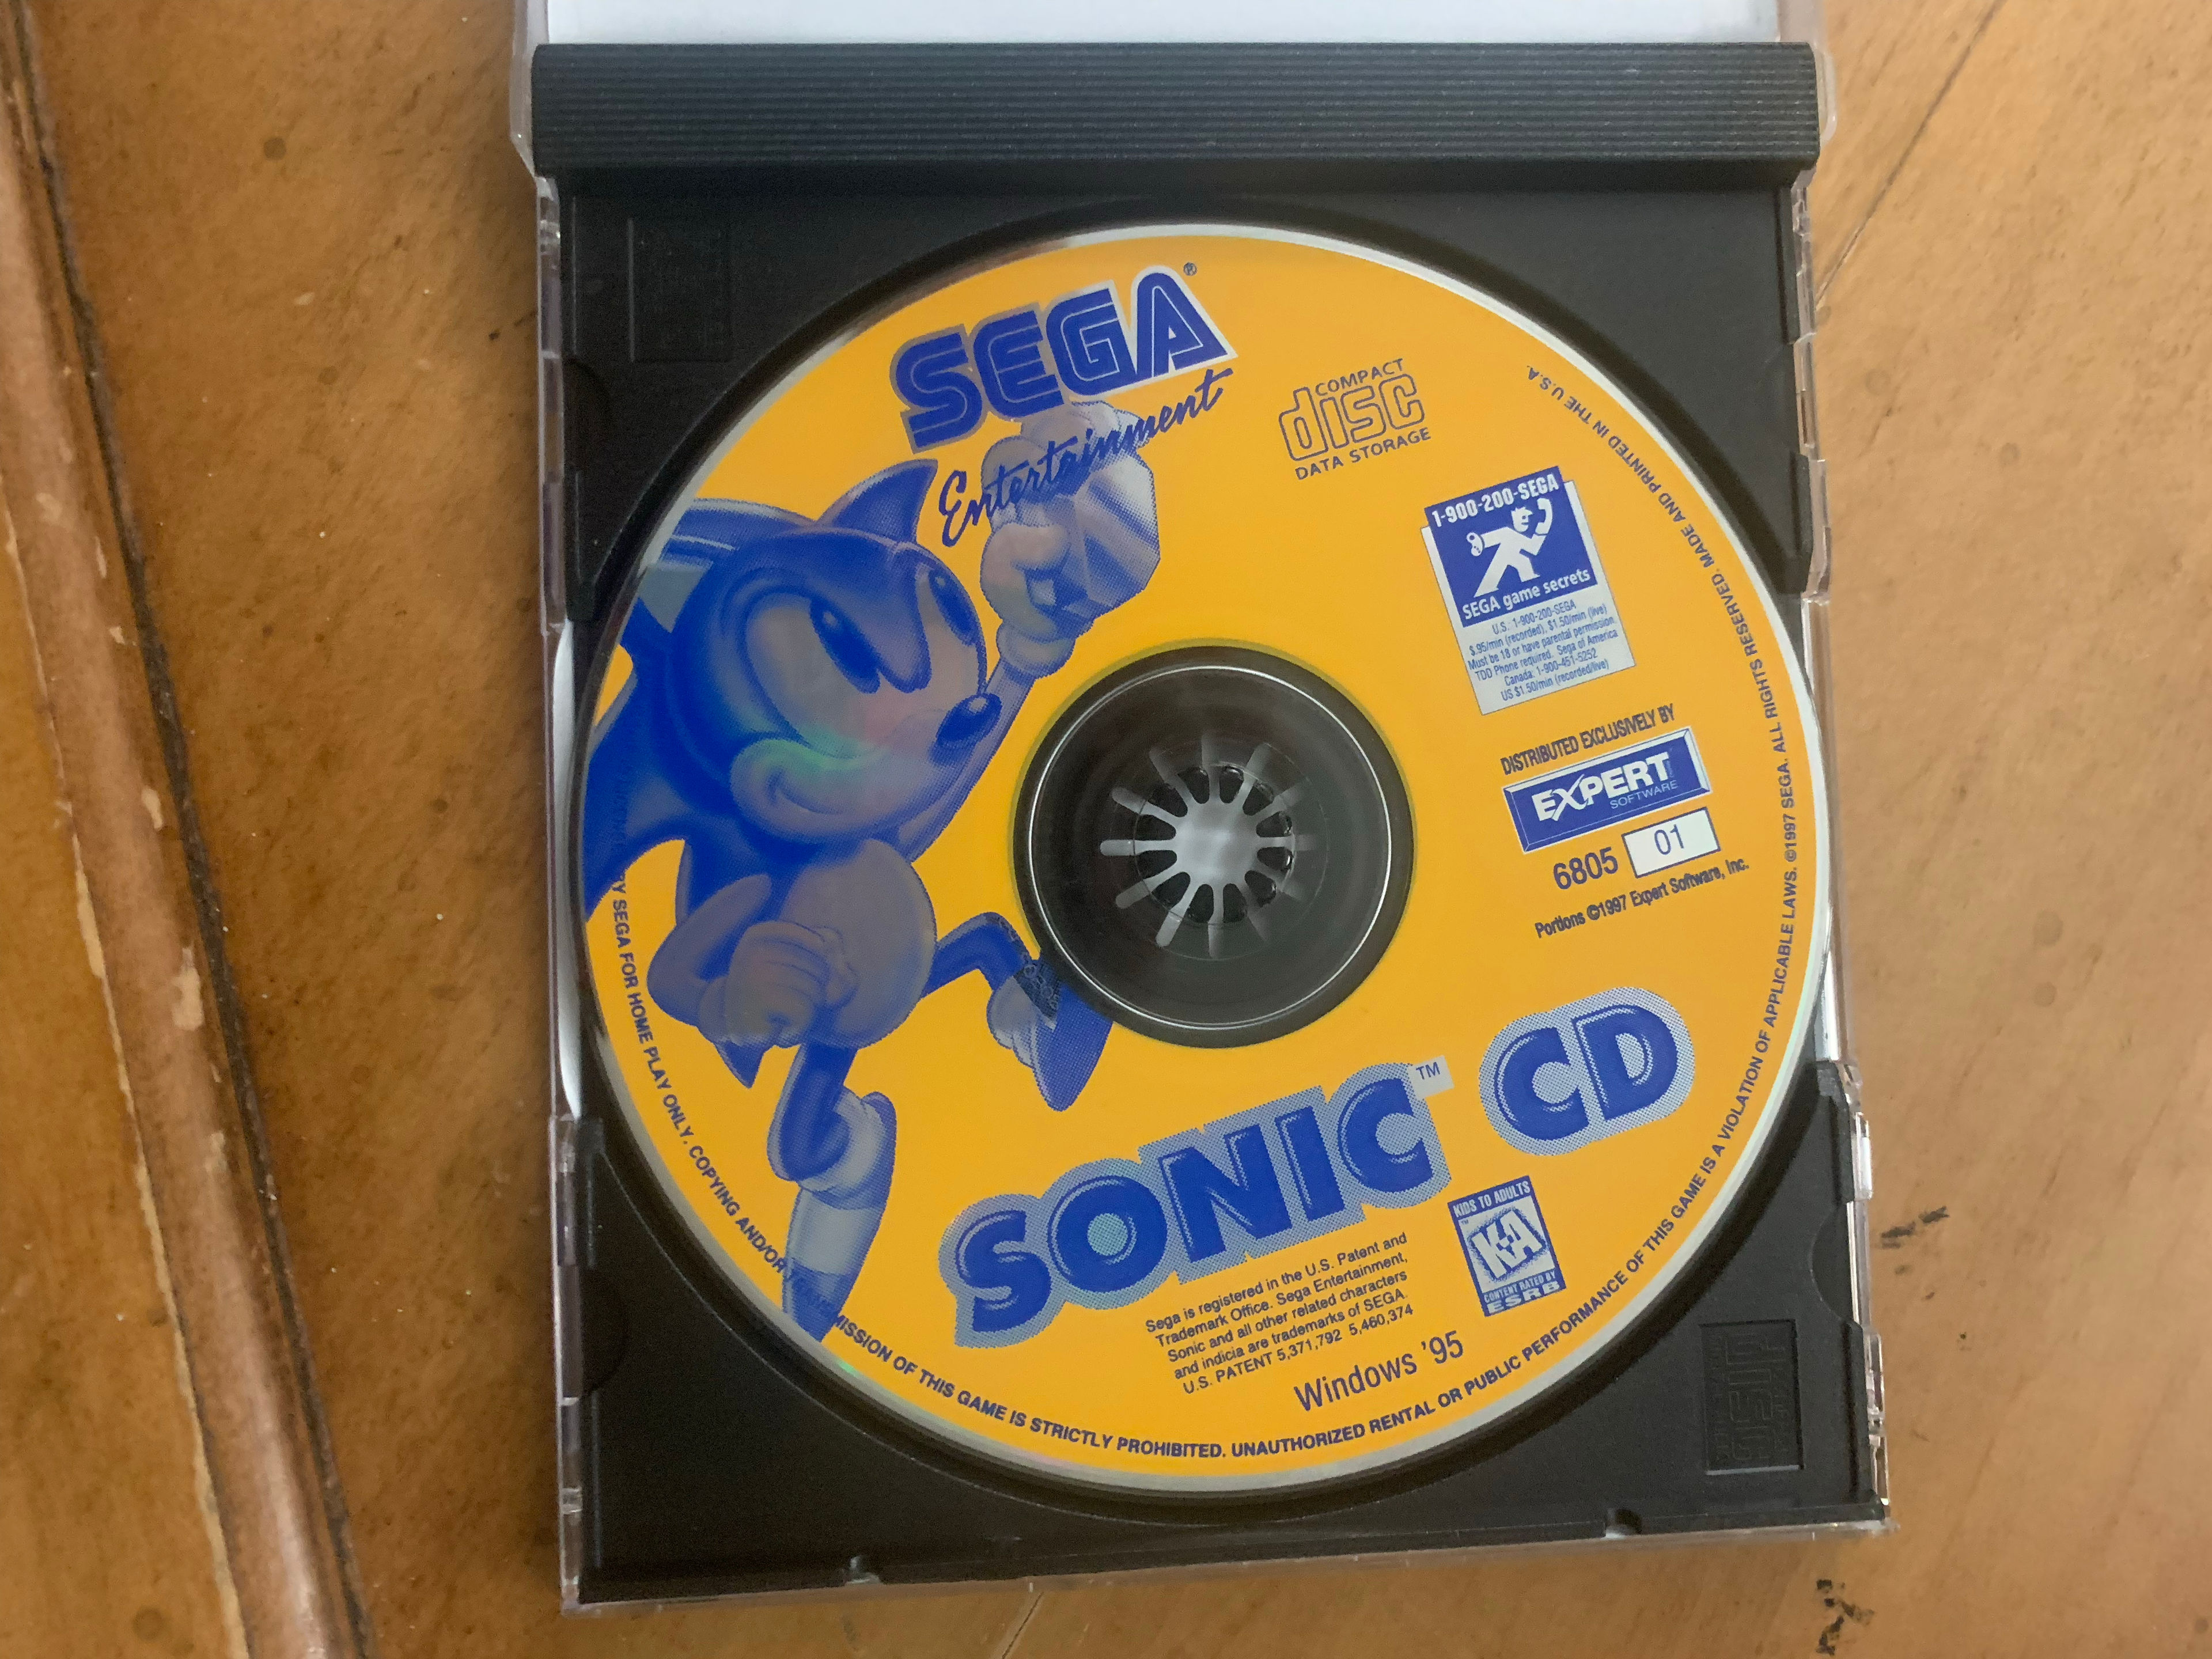 SEGA®
Entertainment
COMPACT
disc
DATA STORAGE
1-900-200-SEGA
SEGA game secrets
U.S. 1-900-200-SEGA
$.95/min (recorded), $1.50/min (live)
Must be 18 or have parental permission
TDD Phone required. Sega of America
Canada: 1-900-451-5252
US $1.50/min (recorded/live)
DISTRIBUTED EXCLUSIVELY BY
EXPERT
SOFTWARE
6805 01
Portions ©1997 Expert Software, Inc.
SONIC™ CD
KIDS TO ADULTS
K-A
CONTENT RATED BY
ESRB
Sega is registered in the U.S. Patent and
Trademark Office. Sega Entertainment,
Sonic and all other related characters
and indicia are trademarks of SEGA.
U.S. PATENT 5,371,792 5,460,374
Windows '95
BY SEGA FOR HOME PLAY ONLY. COPYING AND/OR TRANSMISSION OF THIS GAME IS STRICTLY PROHIBITED. UNAUTHORIZED RENTAL OR PUBLIC PERFORMANCE OF THIS GAME IS A VIOLATION OF APPLICABLE LAWS. ©1997 SEGA. ALL RIGHTS RESERVED. MADE AND PRINTED IN THE U.S.A.